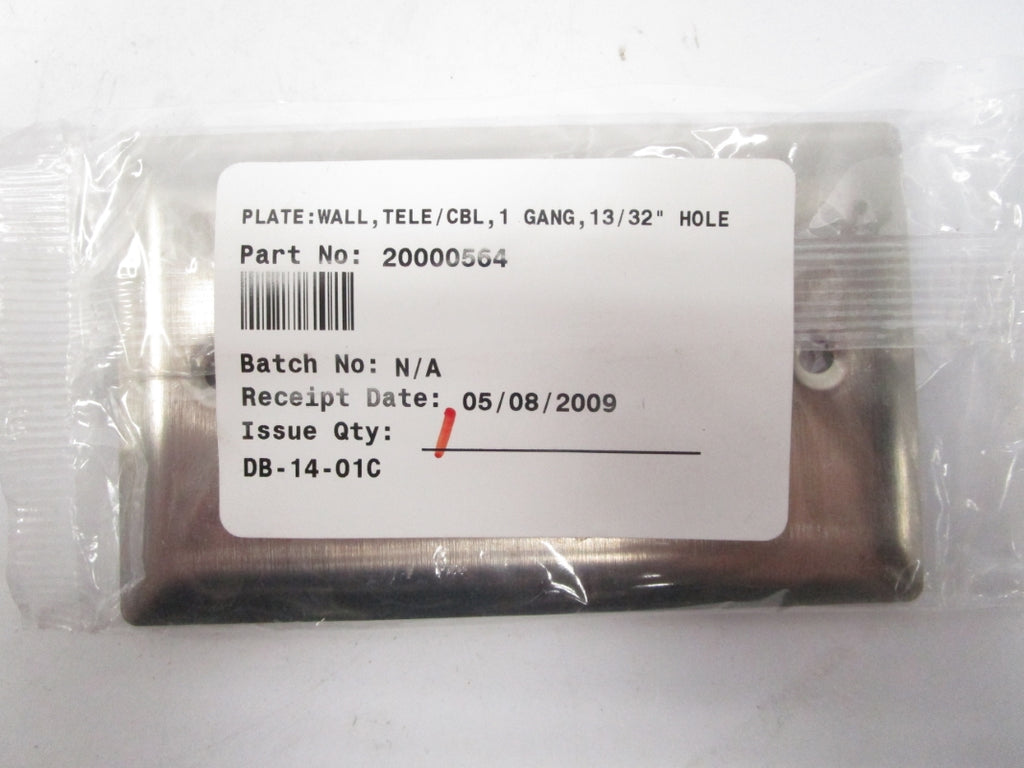 PLATE:WALL,TELE/CBL,1 GANG,13/32" HOLE
Part No: 20000564
Batch No: N/A
Receipt Date: 05/08/2009
Issue Qty: 1
DB-14-01C